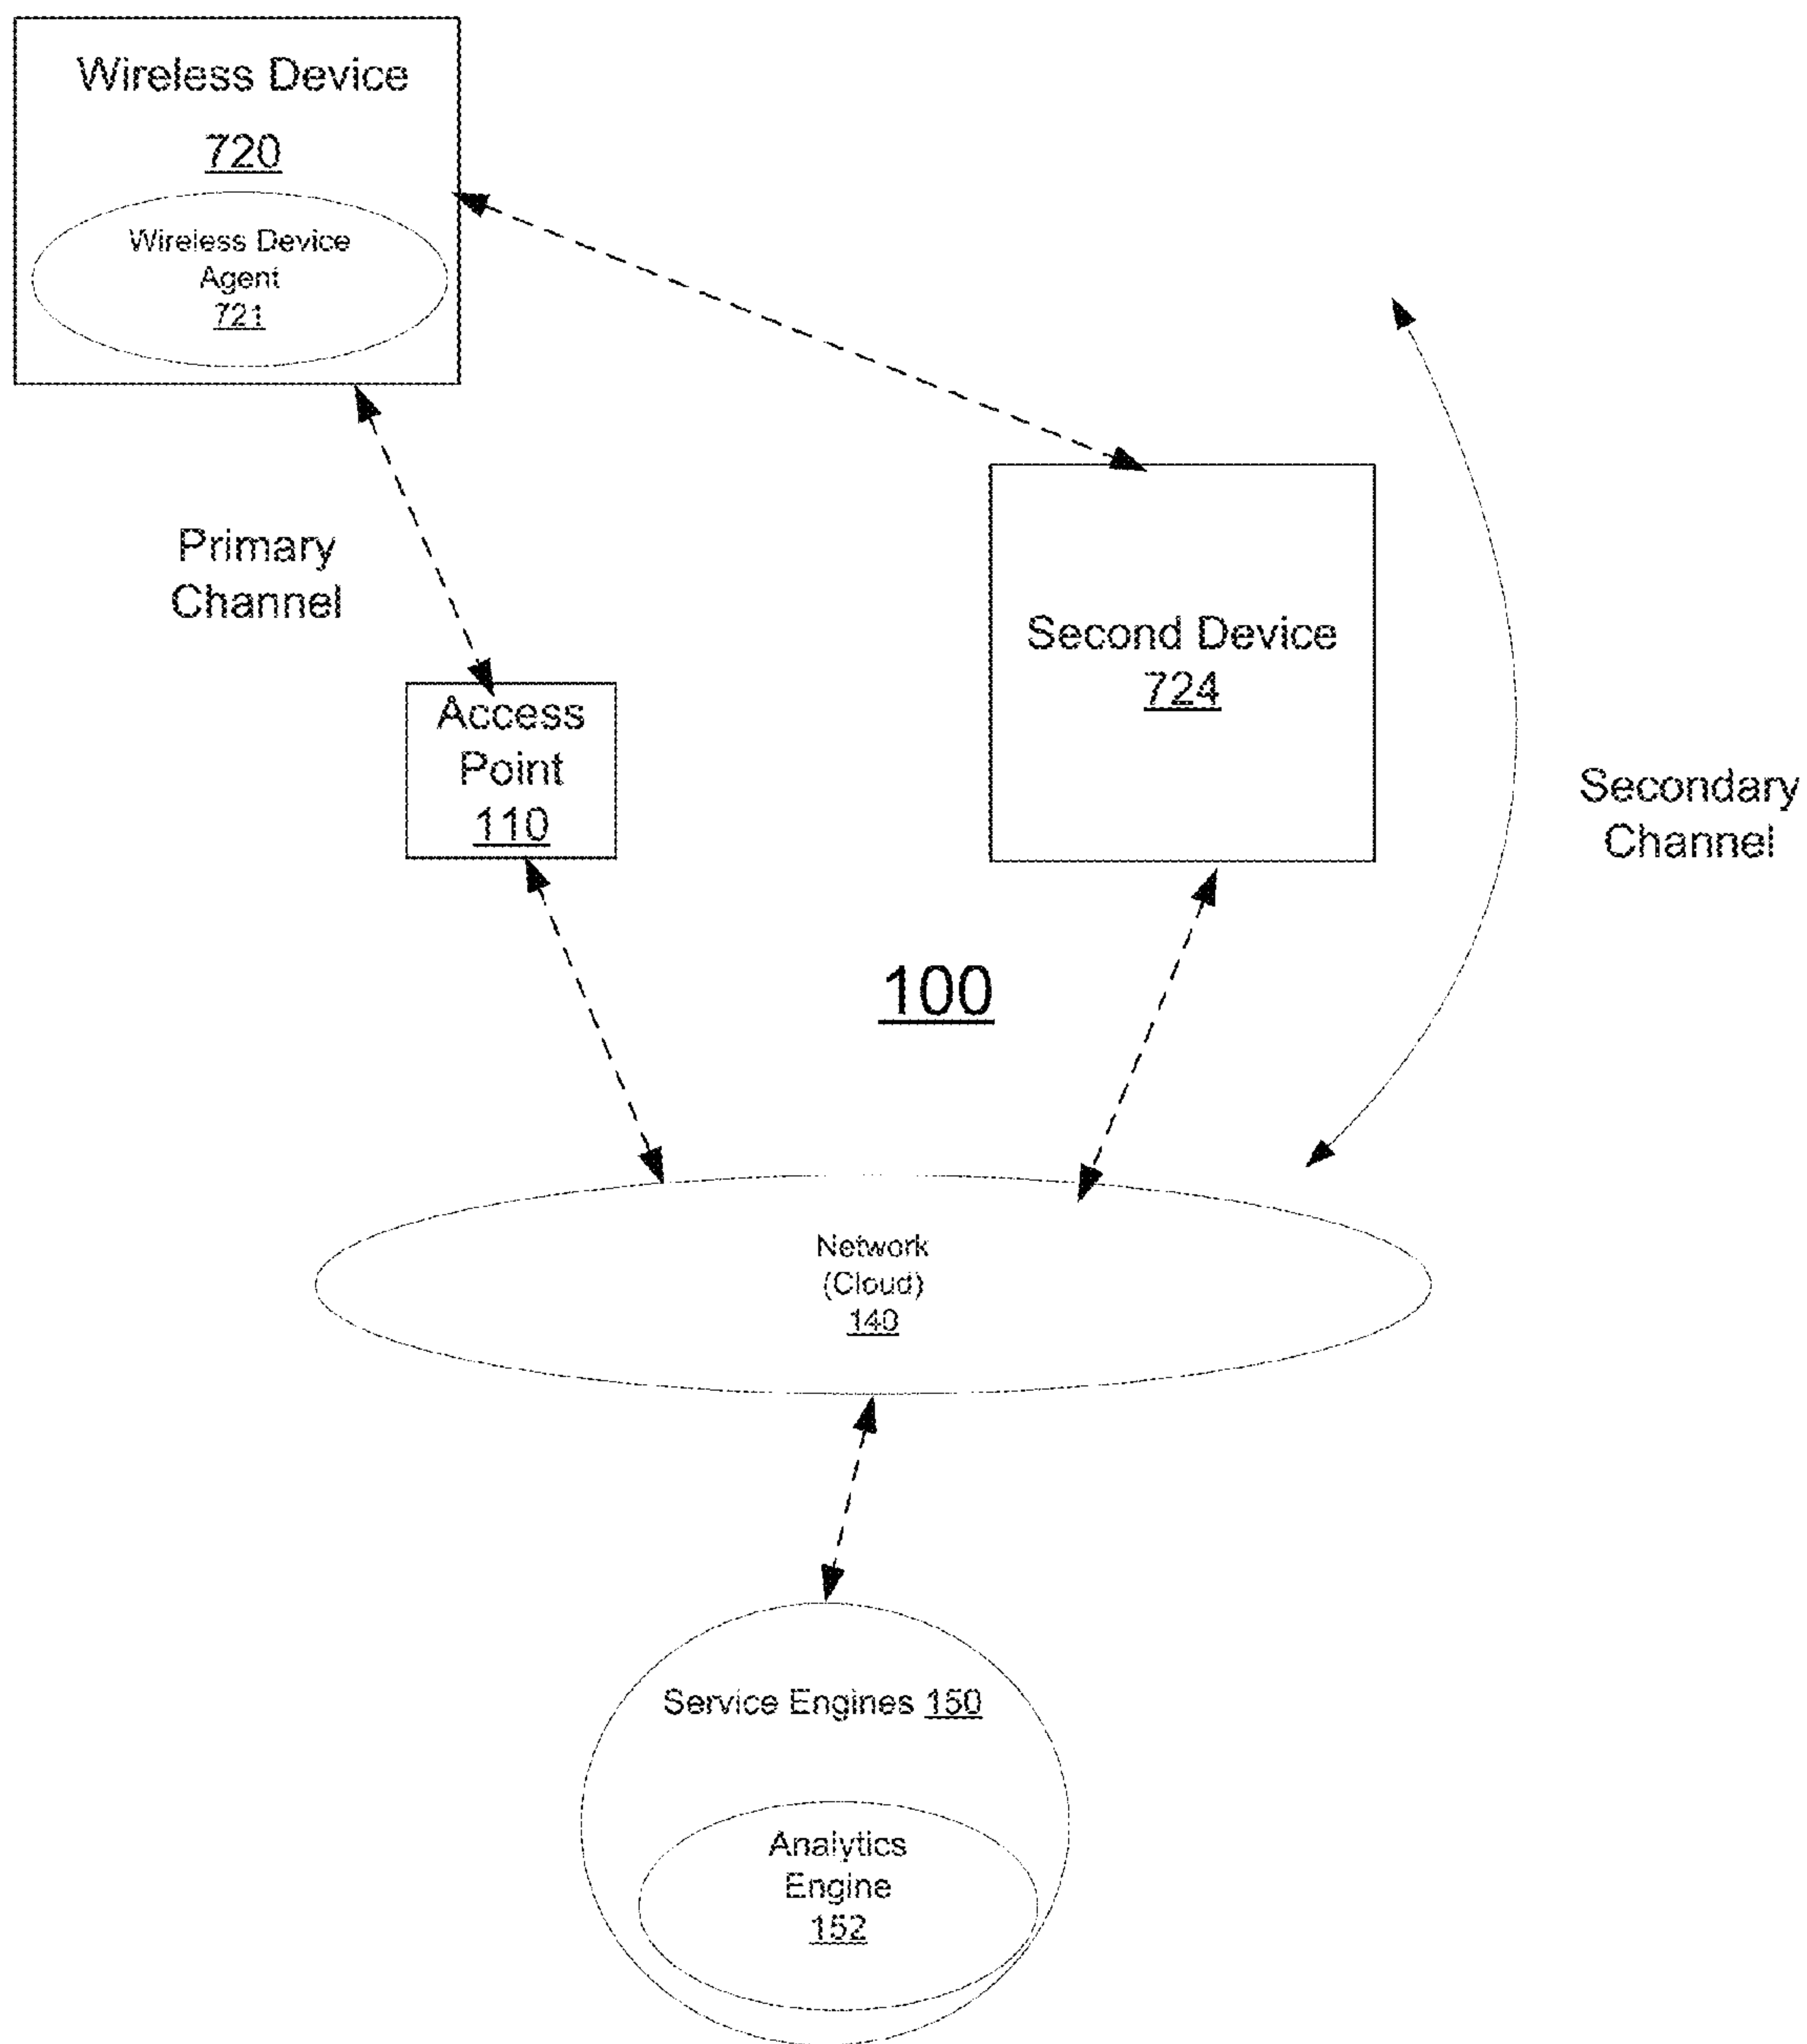 Wireless Device
720
Wireless Device
Agent
721
Primary
Channel
Second Device
724
Access
Point
110
Secondary
Channel
100
Network
(Cloud)
140
Service Engines 150
Analytics
Engine
152